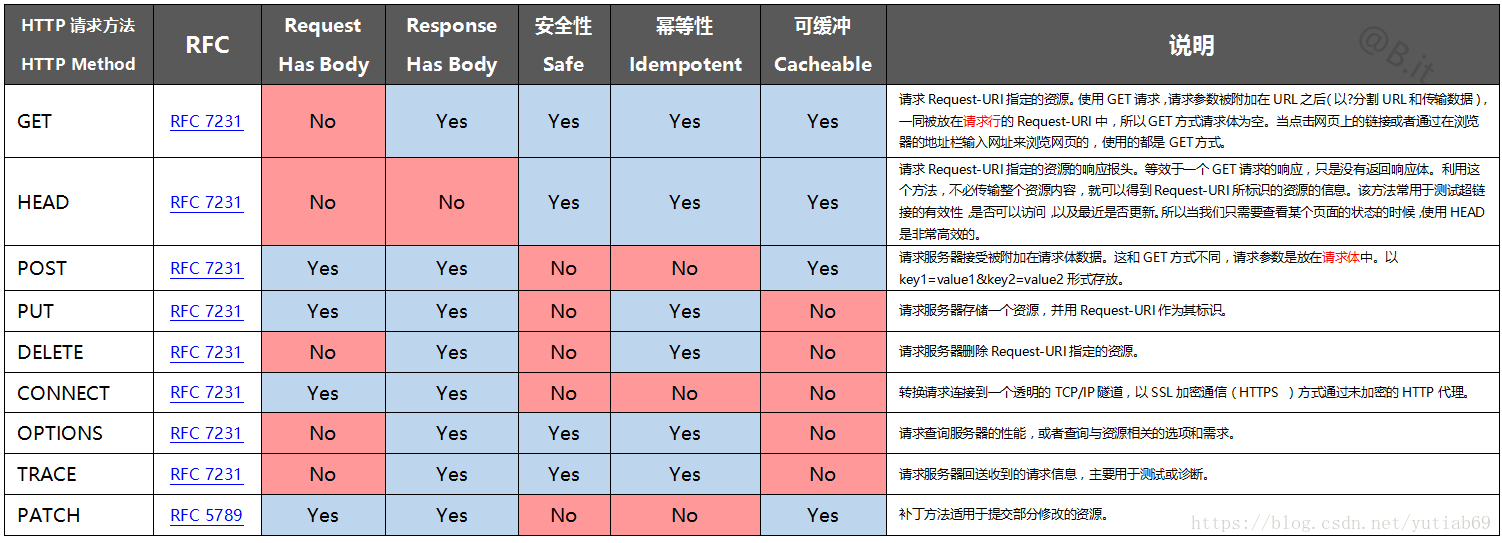 HTTP 请求方法
HTTP Method
RFC
Request
Has Body
Response
Has Body
安全性
Safe
幂等性
Idempotent
可缓冲
Cacheable
说明
@B.it
GET
RFC 7231
No
Yes
Yes
Yes
Yes
请求 Request-URI 指定的资源。使用 GET 请求，请求参数被附加在 URL 之后（以?分割 URL 和传输数据），
一同被放在请求行的 Request-URI 中，所以 GET 方式请求体为空。当点击网页上的链接或者通过在浏览
器的地址栏输入网址来浏览网页的，使用的都是 GET 方式。
HEAD
RFC 7231
No
No
Yes
Yes
Yes
请求 Request-URI 指定的资源的响应报头。等效于一个 GET 请求的响应，只是没有返回响应体。利用这
个方法，不必传输整个资源内容，就可以得到 Request-URI 所标识的资源的信息。该方法常用于测试超链
接的有效性，是否可以访问，以及最近是否更新。所以当我们只需要查看某个页面的状态的时候，使用 HEAD
是非常高效的。
POST
RFC 7231
Yes
Yes
No
No
Yes
请求服务器接受被附加在请求体数据。这和 GET 方式不同，请求参数是放在请求体中。以
key1=value1&key2=value2 形式存放。
PUT
RFC 7231
Yes
Yes
No
Yes
No
请求服务器存储一个资源，并用 Request-URI 作为其标识。
DELETE
RFC 7231
No
Yes
No
Yes
No
请求服务器删除 Request-URI 指定的资源。
CONNECT
RFC 7231
Yes
Yes
No
No
No
转换请求连接到一个透明的 TCP/IP 隧道，以 SSL 加密通信（HTTPS ）方式通过未加密的 HTTP 代理。
OPTIONS
RFC 7231
No
Yes
Yes
Yes
No
请求查询服务器的性能，或者查询与资源相关的选项和需求。
TRACE
RFC 7231
No
Yes
Yes
Yes
No
请求服务器回送收到的请求信息，主要用于测试或诊断。
PATCH
RFC 5789
Yes
Yes
No
No
Yes
补丁方法适用于提交部分修改的资源。
https://blog.csdn.net/yutiab69